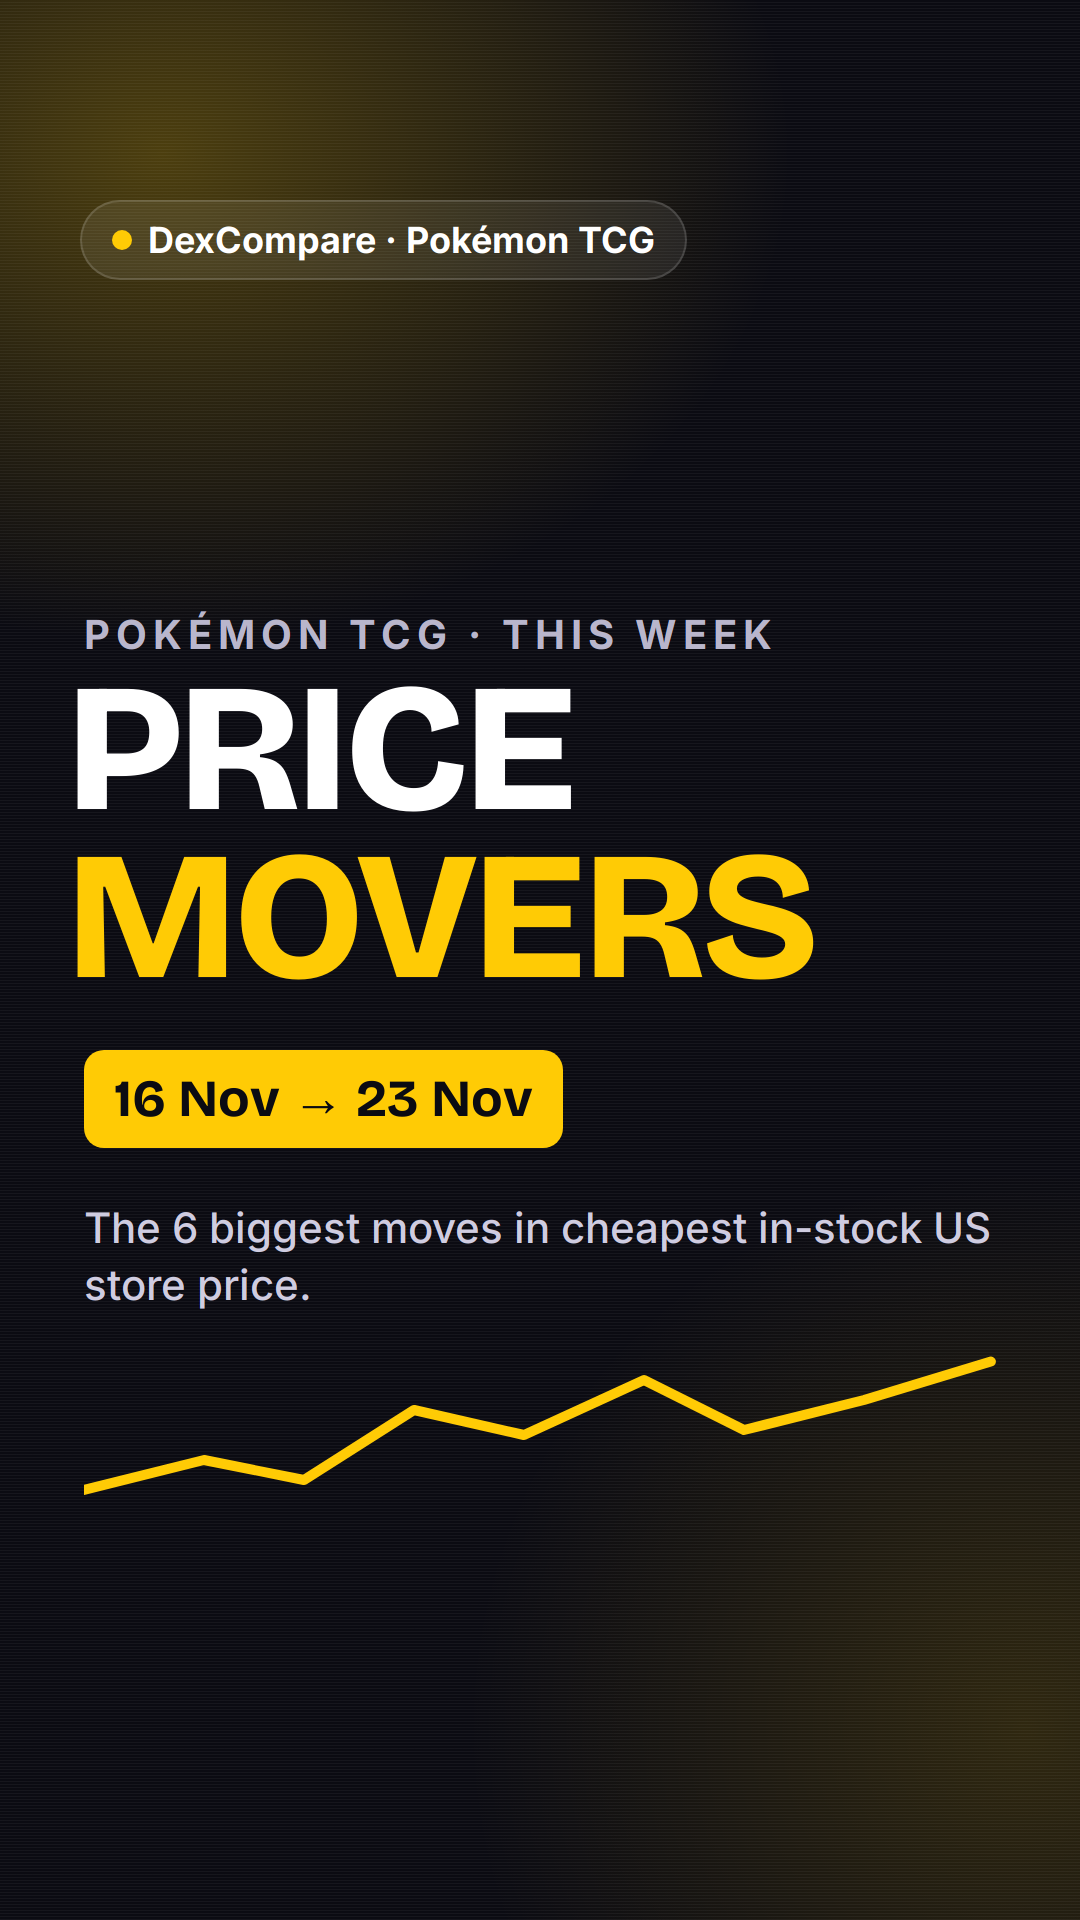 DexCompare · Pokémon TCG
POKÉMON TCG · THIS WEEK
PRICE
MOVERS
16 Nov → 23 Nov
The 6 biggest moves in cheapest in-stock US
store price.